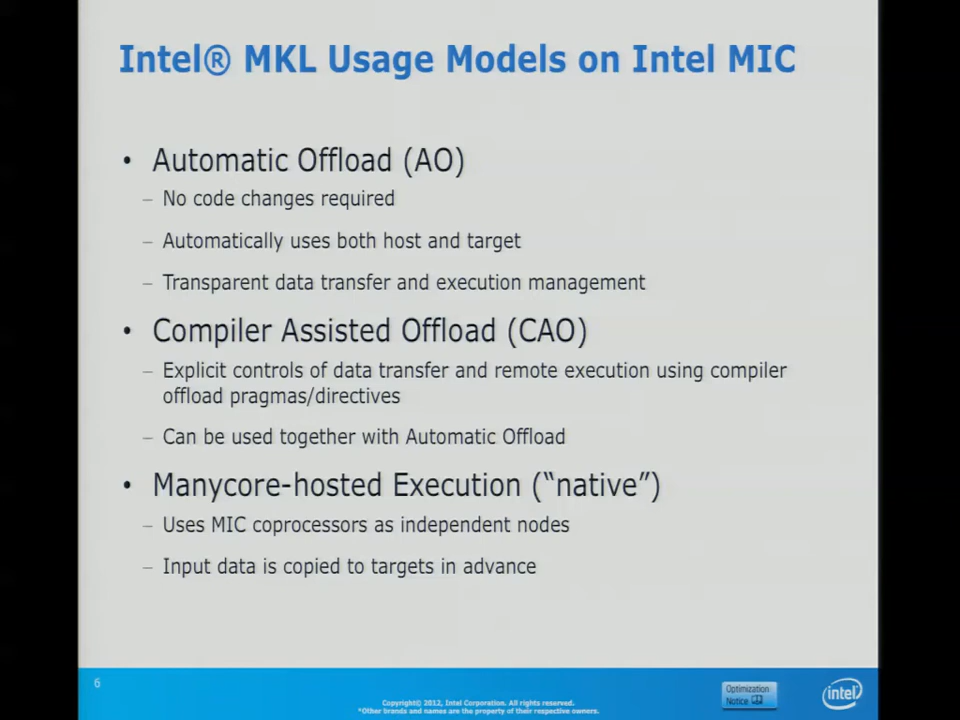 Intel® MKL Usage Models on Intel MIC
• Automatic Offload (AO)
– No code changes required
– Automatically uses both host and target
– Transparent data transfer and execution management
• Compiler Assisted Offload (CAO)
– Explicit controls of data transfer and remote execution using compiler
offload pragmas/directives
– Can be used together with Automatic Offload
• Manycore-hosted Execution (“native”)
– Uses MIC coprocessors as independent nodes
– Input data is copied to targets in advance
6
Copyright© 2012, Intel Corporation. All rights reserved.
*Other brands and names are the property of their respective owners.
Optimization
Notice
intel